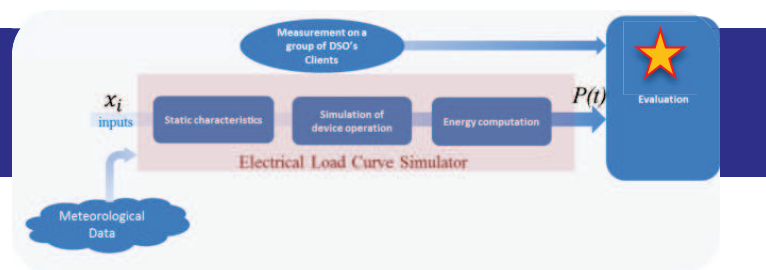 Measurement on a
group of DSO's
Clients
Evaluation
xᵢ
inputs
P(t)
Static characteristics
Simulation of
device operation
Energy computation
Electrical Load Curve Simulator
Meteorological
Data